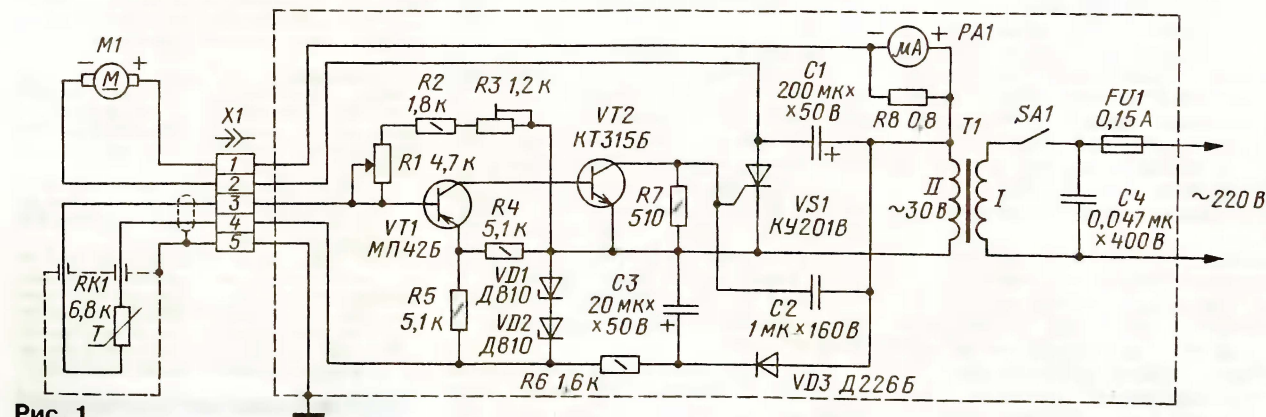 M1
− +
M
X1
1
2
3
4
5
RK1
6,8 к
T
R2
1,8 к
R3 1,2 к
R1 4,7 к
VT1
МП42Б
VT2
КТ315Б
R4
5,1 к
R5
5,1 к
VD1
Д810
VD2
Д810
R6 1,6 к
R7
510
C3
20 мк×
×50 В
+
C1
200 мк×
×50 В
+
VS1
КУ201В
C2
1 мк × 160 В
VD3 Д226Б
− +
μA
PA1
R8 0,8
T1
II
~30 В
I
SA1
FU1
0,15 А
C4
0,047 мк
×400 В
~220 В
Рис. 1